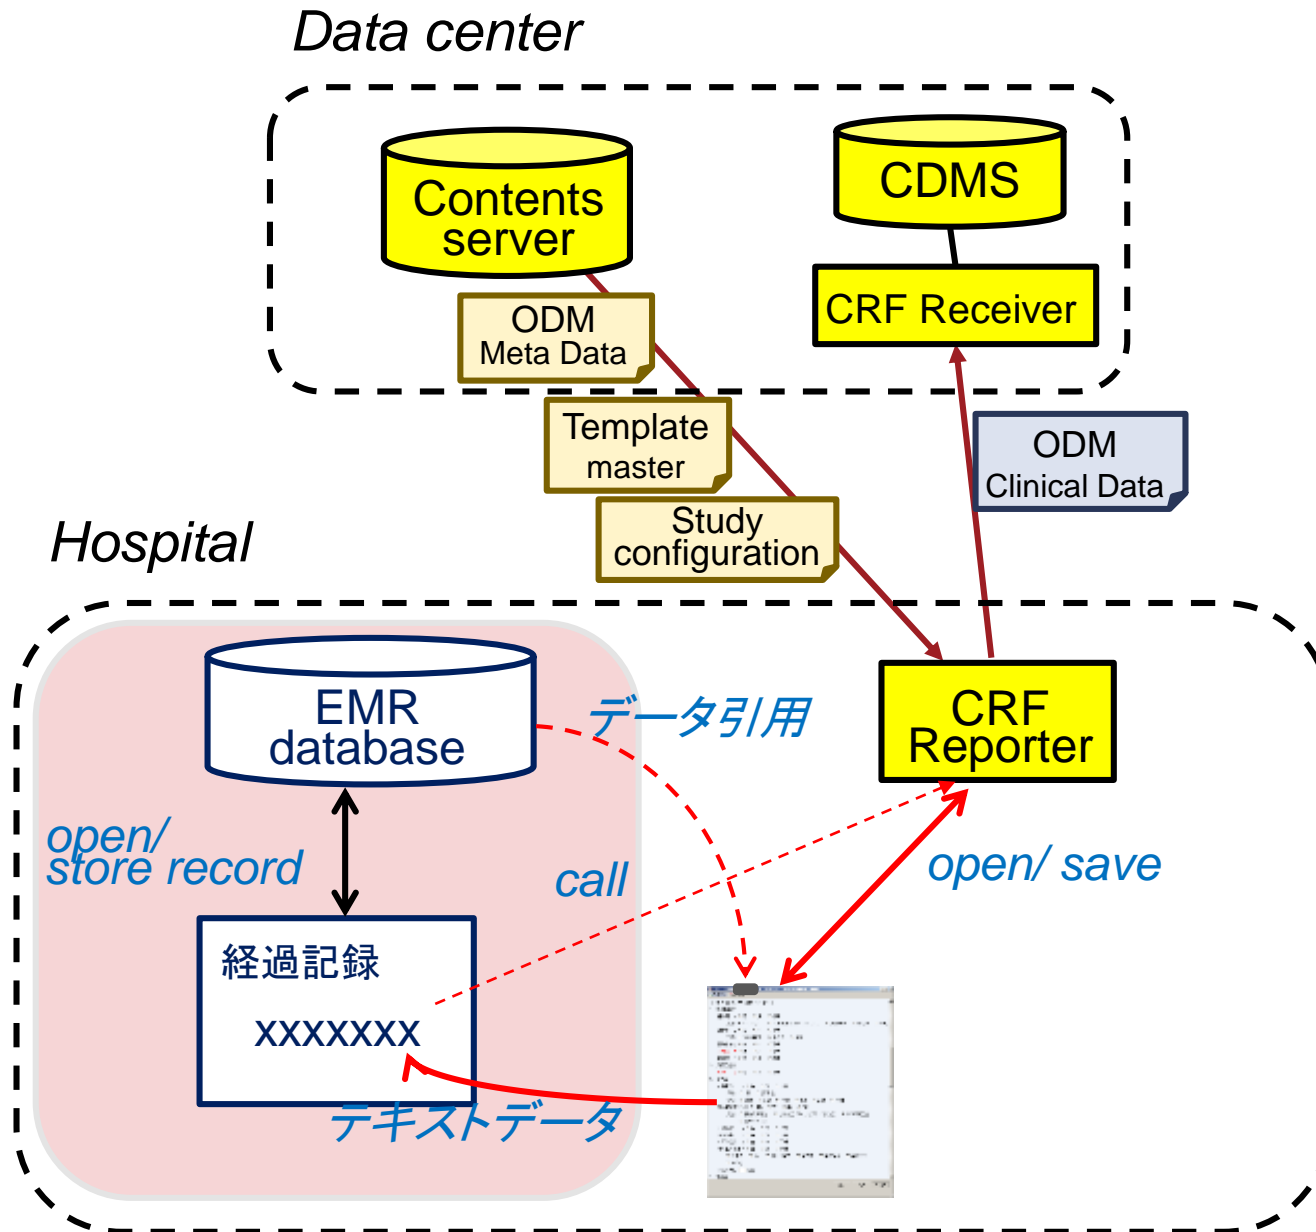 Data center
Contents
server
CDMS
CRF Receiver
ODM
Meta Data
Template
master
Study
configuration
ODM
Clinical Data
Hospital
EMR
database
データ引用
CRF
Reporter
open/
store record
call
open/ save
経過記録
xxxxxxx
テキストデータ